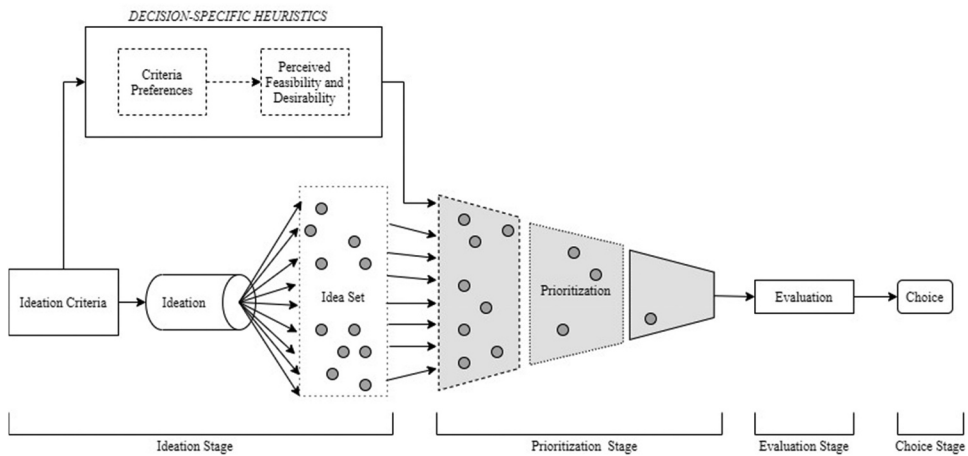 DECISION-SPECIFIC HEURISTICS
Criteria
Preferences
Perceived
Feasibility and
Desirability
Ideation Criteria
Ideation
Idea Set
Prioritization
Evaluation
Choice
Ideation Stage
Prioritization Stage
Evaluation Stage
Choice Stage